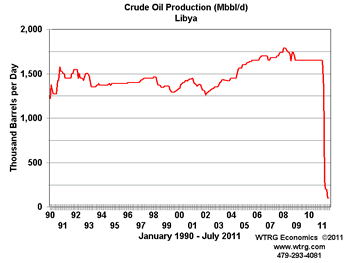 Crude Oil Production (Mbbl/d)
Libya
Thousand Barrels per Day
2,000
1,500
1,000
500
0
90 92 94 96 98 00 02 04 06 08 10
91 93 95 97 99 01 03 05 07 09 11
January 1990 - July 2011
WTRG Economics ©2011
www.wtrg.com
479-293-4081